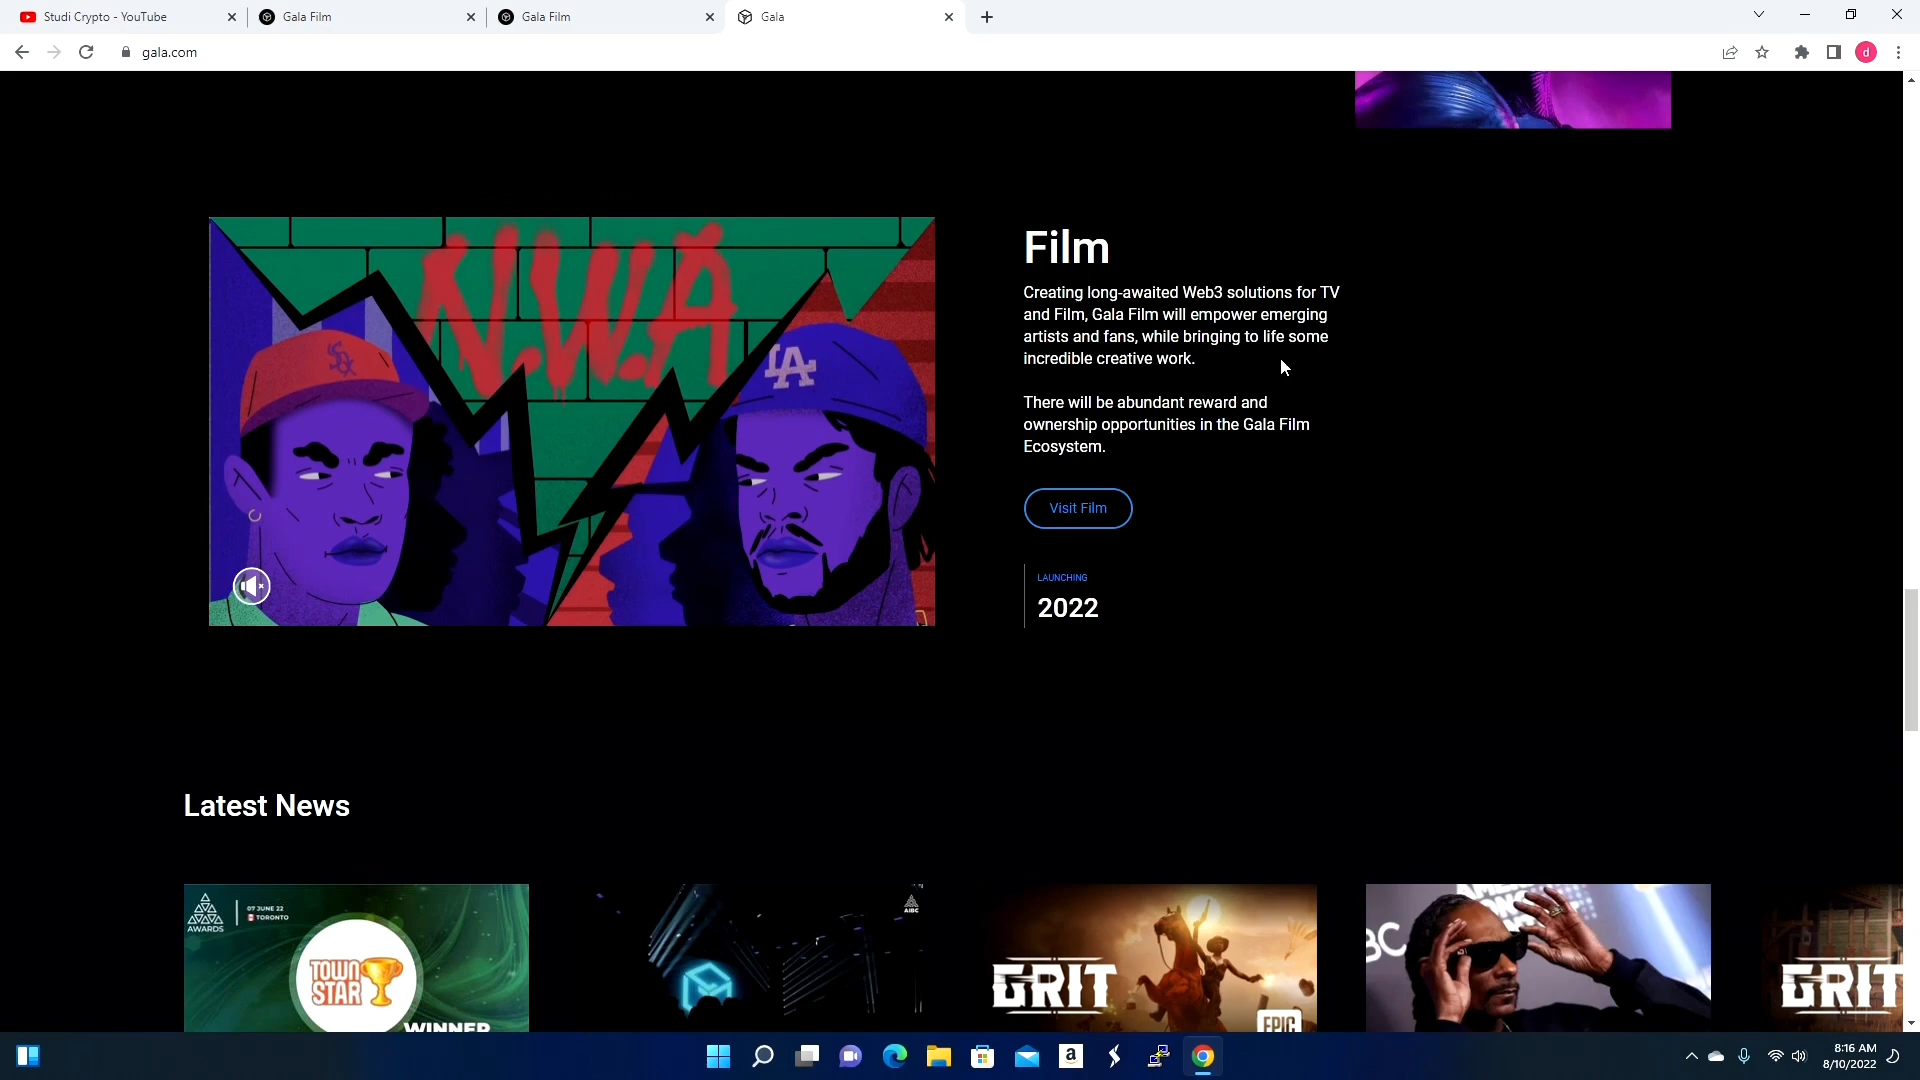 Studi Crypto - YouTube
Gala Film
Gala Film
Gala
gala.com
d
N.W.A
LA
Film
Creating long-awaited Web3 solutions for TV
and Film, Gala Film will empower emerging
artists and fans, while bringing to life some
incredible creative work.
There will be abundant reward and
ownership opportunities in the Gala Film
Ecosystem.
Visit Film
LAUNCHING
2022
Latest News
07 JUNE 22
TORONTO
AWARDS
TOWN
STAR
WINNER
AIBC
GRIT
EPIC
BC
GRIT
a
8:16 AM
8/10/2022